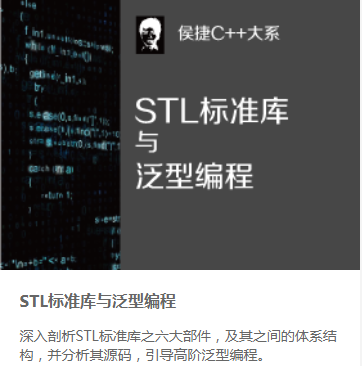 侯捷C++大系
STL标准库
与
泛型编程
STL标准库与泛型编程
深入剖析STL标准库之六大部件，及其之间的体系结
构，并分析其源码，引导高阶泛型编程。